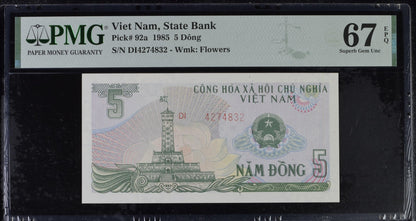 PMG
PAPER MONEY GUARANTY
Viet Nam, State Bank
Pick# 92a 1985 5 Dông
S/N DI4274832 - Wmk: Flowers
67 EPQ
Superb Gem Unc
CỘNG HÒA XÃ HỘI CHỦ NGHĨA
VIỆT NAM
5
DI 4274832
NĂM ĐỒNG
5